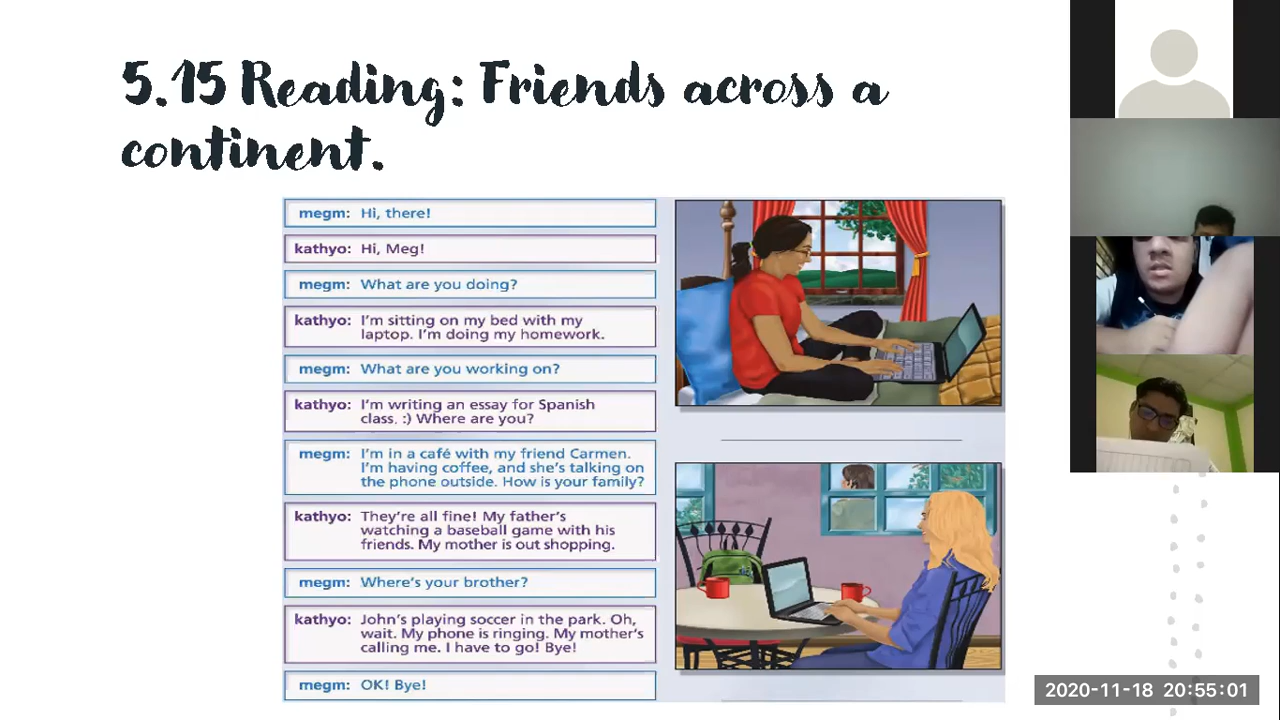 5.15 Reading: Friends across a
continent.
megm: Hi, there!
kathyo: Hi, Meg!
megm: What are you doing?
kathyo: I'm sitting on my bed with my
laptop. I'm doing my homework.
megm: What are you working on?
kathyo: I'm writing an essay for Spanish
class. :) Where are you?
megm: I'm in a café with my friend Carmen.
I'm having coffee, and she's talking on
the phone outside. How is your family?
kathyo: They're all fine! My father's
watching a baseball game with his
friends. My mother is out shopping.
megm: Where's your brother?
kathyo: John's playing soccer in the park. Oh,
wait. My phone is ringing. My mother's
calling me. I have to go! Bye!
megm: OK! Bye!
2020-11-18 20:55:01